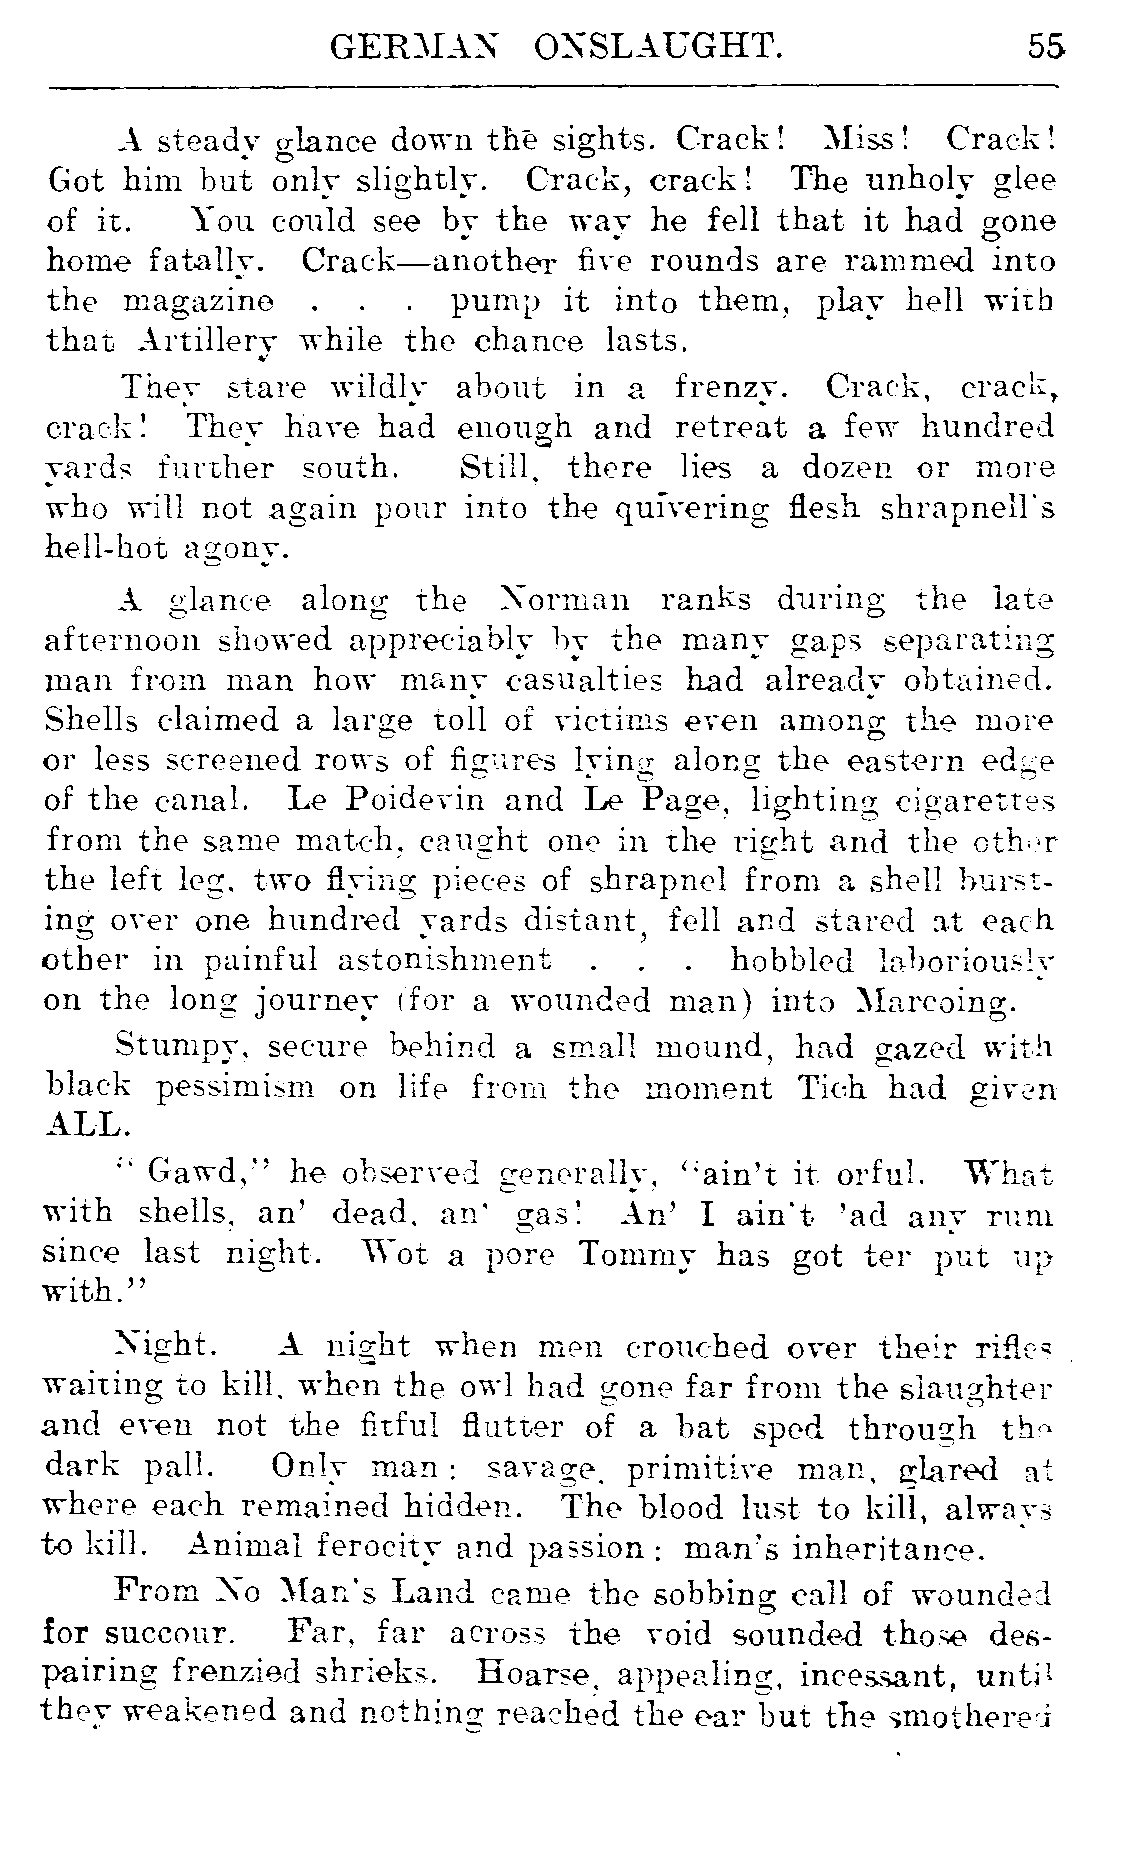 GERMAN ONSLAUGHT. 55
A steady glance down the sights. Crack! Miss! Crack!
Got him but only slightly. Crack, crack! The unholy glee
of it. You could see by the way he fell that it had gone
home fatally. Crack—another five rounds are rammed into
the magazine . . . pump it into them, play hell with
that Artillery while the chance lasts.
They stare wildly about in a frenzy. Crack, crack,
crack! They have had enough and retreat a few hundred
yards further south. Still, there lies a dozen or more
who will not again pour into the quivering flesh shrapnell's
hell-hot agony.
A glance along the Norman ranks during the late
afternoon showed appreciably by the many gaps separating
man from man how many casualties had already obtained.
Shells claimed a large toll of victims even among the more
or less screened rows of figures lying along the eastern edge
of the canal. Le Poidevin and Le Page, lighting cigarettes
from the same match, caught one in the right and the other
the left leg, two flying pieces of shrapnel from a shell burst-
ing over one hundred yards distant, fell and stared at each
other in painful astonishment . . . hobbled laboriously
on the long journey (for a wounded man) into Marcoing.
Stumpy, secure behind a small mound, had gazed with
black pessimism on life from the moment Tich had given
ALL.
"Gawd," he observed generally, "ain't it orful. What
with shells, an' dead, an' gas! An' I ain't 'ad any rum
since last night. Wot a pore Tommy has got ter put up
with."
Night. A night when men crouched over their rifles
waiting to kill, when the owl had gone far from the slaughter
and even not the fitful flutter of a bat sped through the
dark pall. Only man: savage, primitive man, glared at
where each remained hidden. The blood lust to kill, always
to kill. Animal ferocity and passion: man's inheritance.
From No Man's Land came the sobbing call of wounded
for succour. Far, far across the void sounded those des-
pairing frenzied shrieks. Hoarse, appealing, incessant, until
they weakened and nothing reached the ear but the smothered